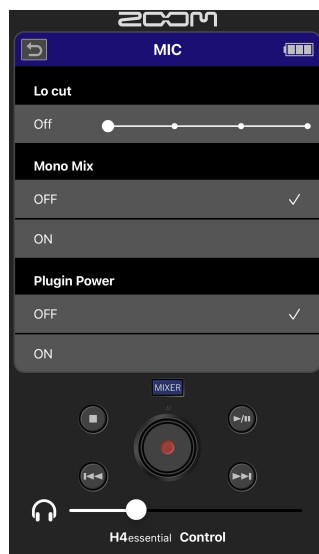 ZOOM
MIC
Lo cut
Off
Mono Mix
OFF
ON
Plugin Power
OFF
ON
MIXER
H4essential Control